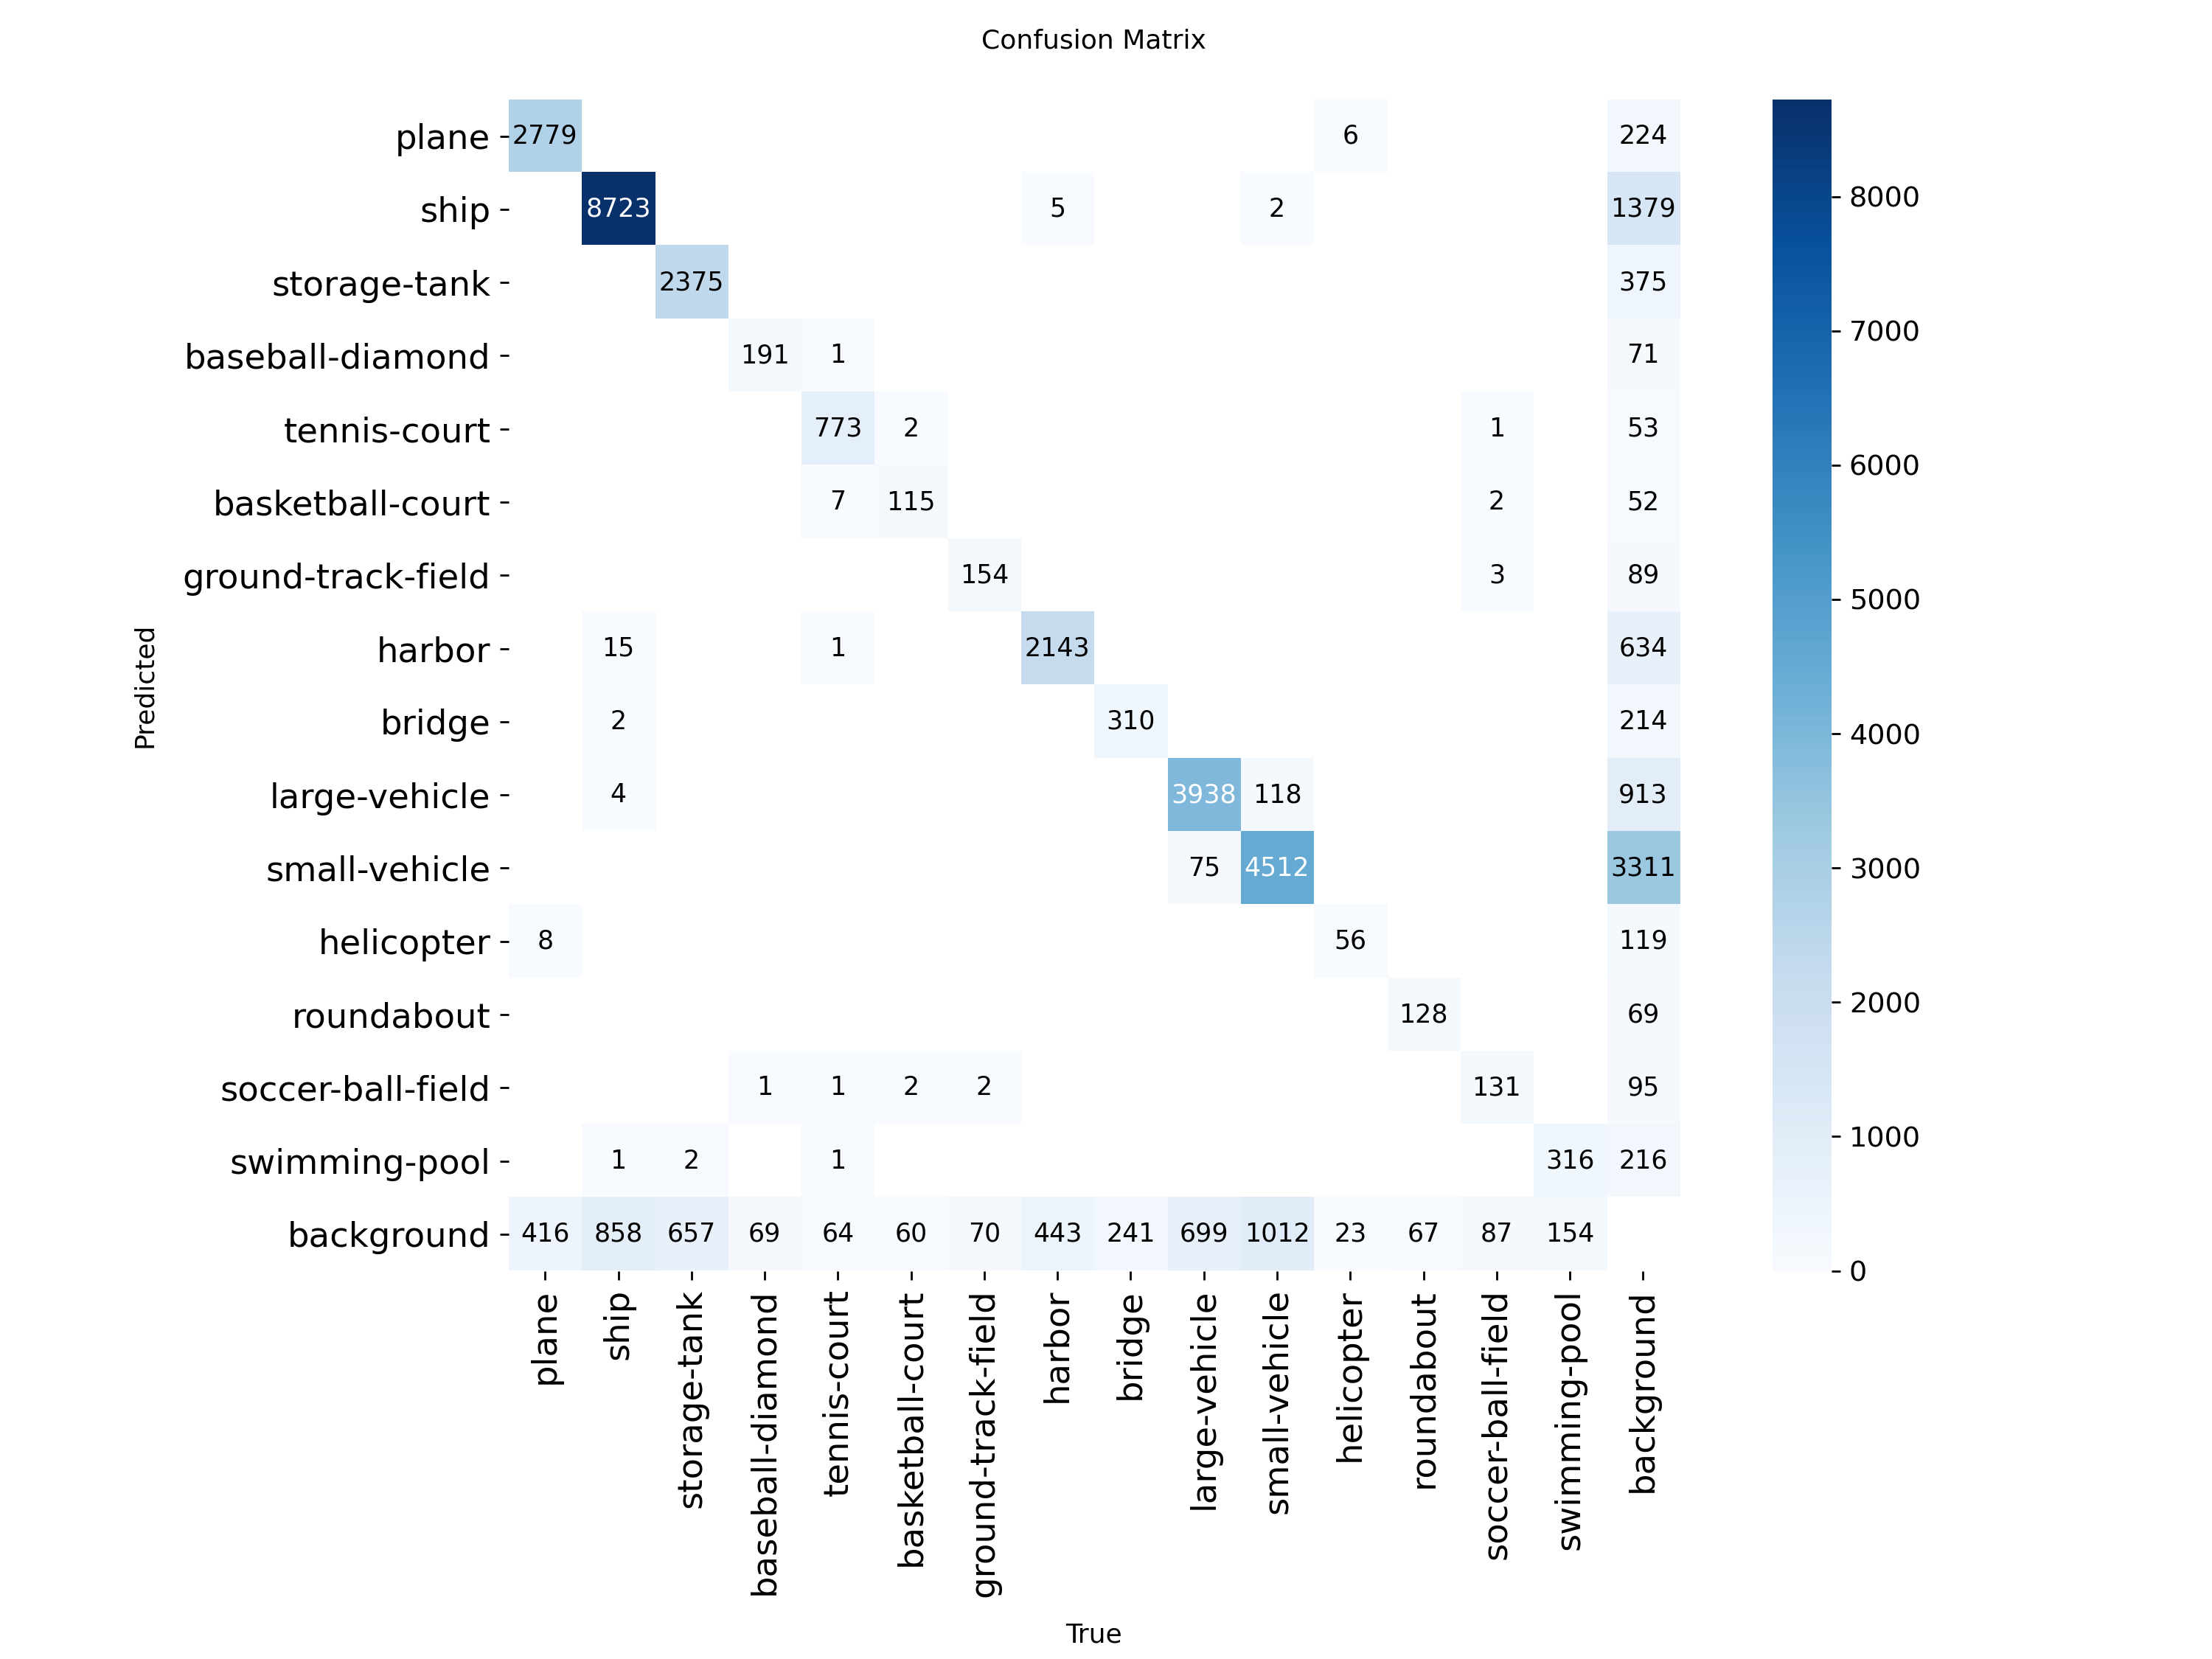 Confusion Matrix
plane 2779 6 224
ship 8723 5 2 1379
storage-tank 2375 375
baseball-diamond 191 1 71
tennis-court 773 2 1 53
basketball-court 7 115 2 52
ground-track-field 154 3 89
harbor 15 1 2143 634
bridge 2 310 214
large-vehicle 4 3938 118 913
small-vehicle 75 4512 3311
helicopter 8 56 119
roundabout 128 69
soccer-ball-field 1 1 2 2 131 95
swimming-pool 1 2 1 316 216
background 416 858 657 69 64 60 70 443 241 699 1012 23 67 87 154
Predicted
plane
ship
storage-tank
baseball-diamond
tennis-court
basketball-court
ground-track-field
harbor
bridge
large-vehicle
small-vehicle
helicopter
roundabout
soccer-ball-field
swimming-pool
background
True
8000
7000
6000
5000
4000
3000
2000
1000
0